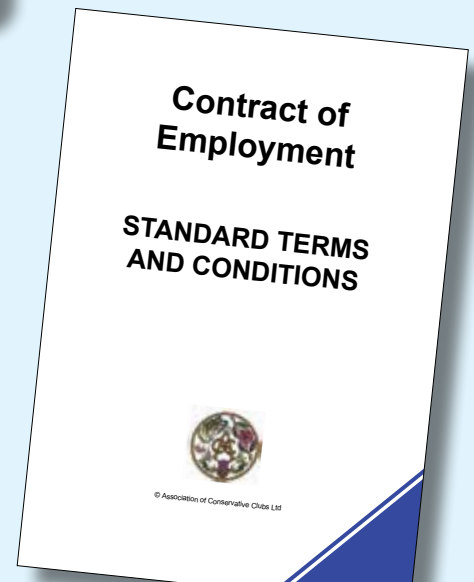 Contract of
Employment
STANDARD TERMS
AND CONDITIONS
© Association of Conservative Clubs Ltd